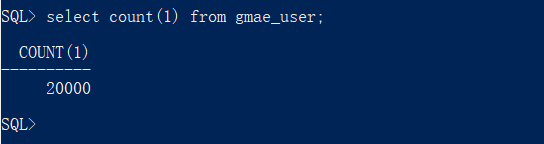 SQL> select count(1) from gmae_user;
COUNT(1)
----------
20000
SQL>